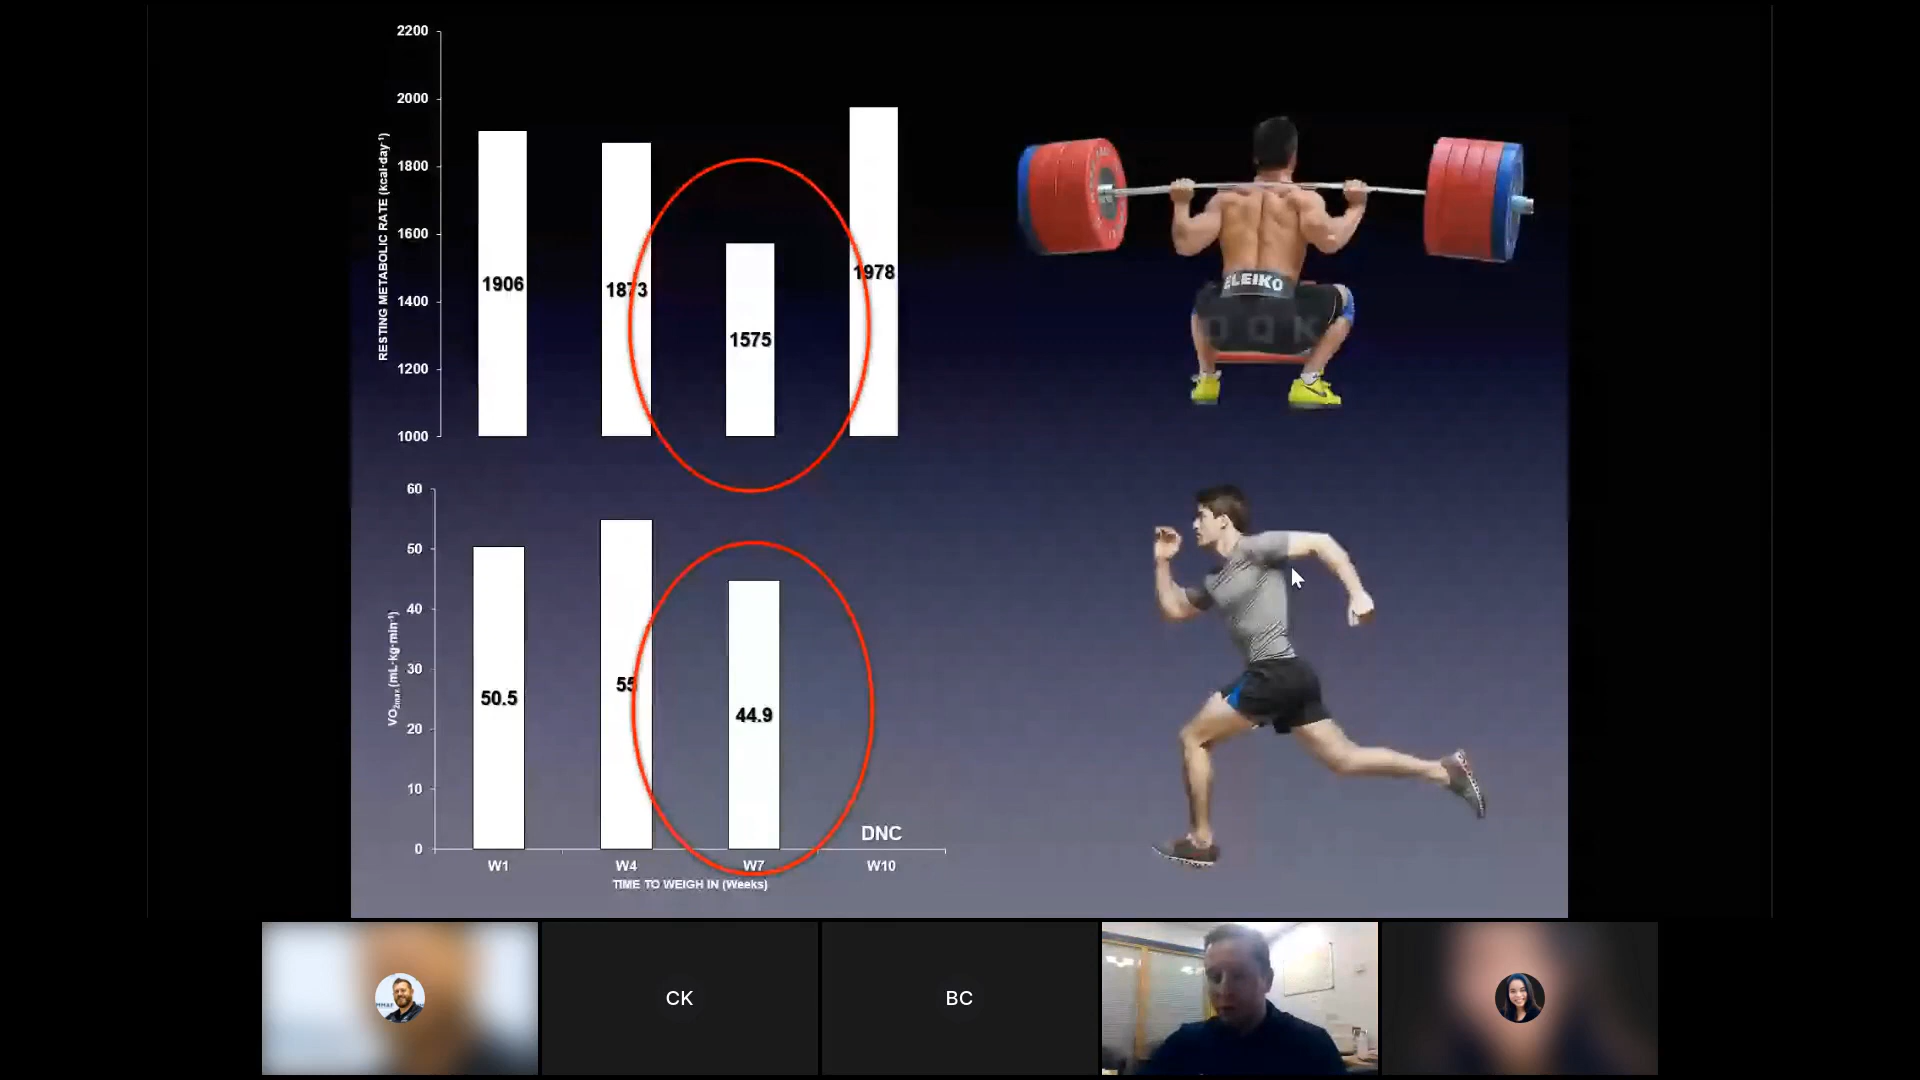 2200
2000
1800
1600
1400
1200
1000
RESTING METABOLIC RATE (kcal·day⁻¹)
1906
1873
1575
1978
ELEIKO
60
50
40
30
20
10
0
VO₂max (mL·kg·min⁻¹)
50.5
55
44.9
DNC
W1
W4
W7
W10
TIME TO WEIGH IN (Weeks)
CK
BC